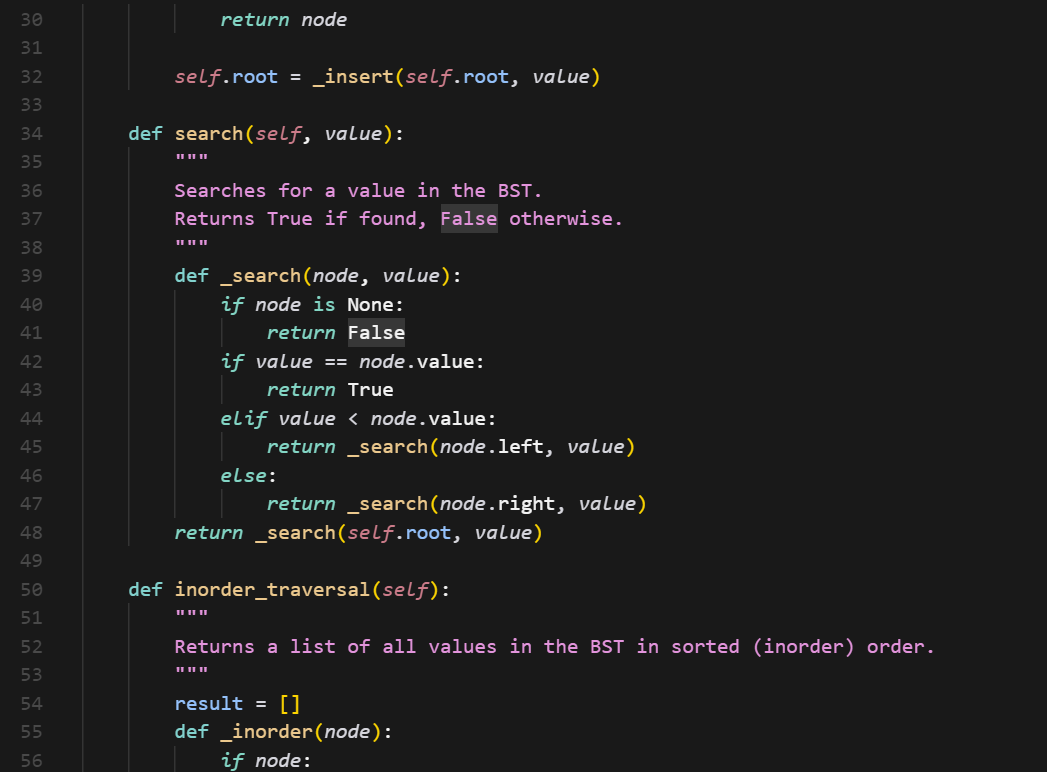 30 return node
31
32 self.root = _insert(self.root, value)
33
34 def search(self, value):
35 """
36 Searches for a value in the BST.
37 Returns True if found, False otherwise.
38 """
39 def _search(node, value):
40 if node is None:
41 return False
42 if value == node.value:
43 return True
44 elif value < node.value:
45 return _search(node.left, value)
46 else:
47 return _search(node.right, value)
48 return _search(self.root, value)
49
50 def inorder_traversal(self):
51 """
52 Returns a list of all values in the BST in sorted (inorder) order.
53 """
54 result = []
55 def _inorder(node):
56 if node: